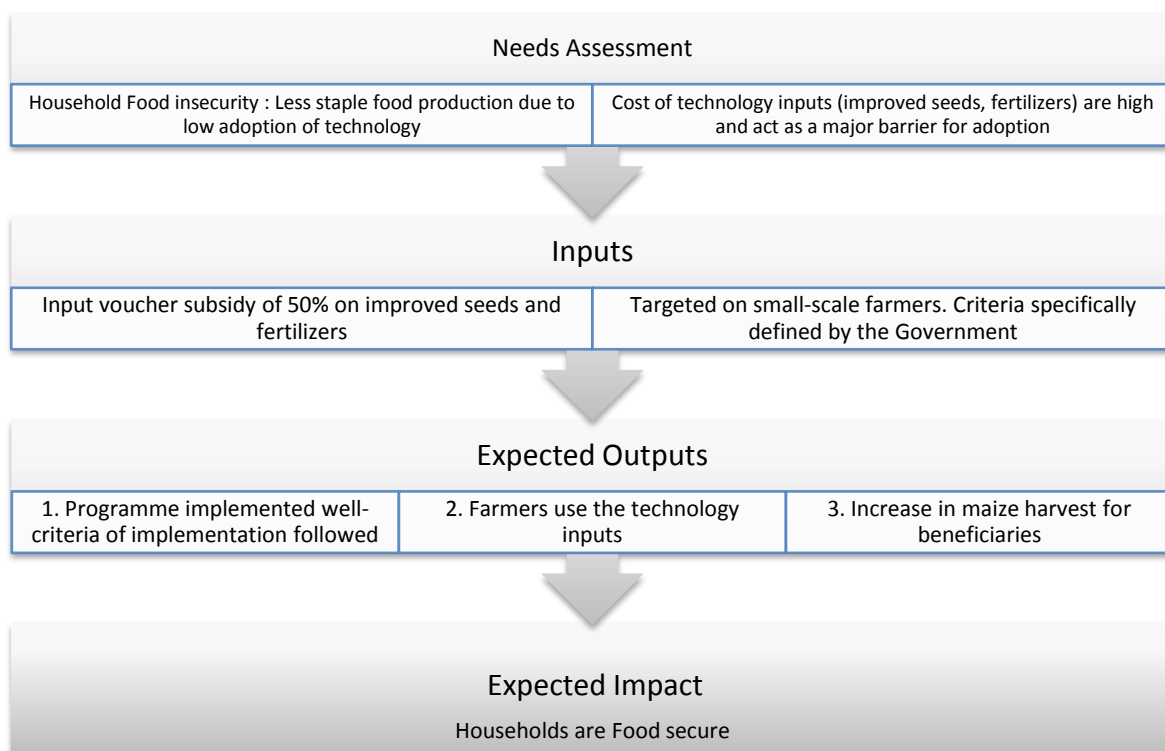 Needs Assessment
Household Food insecurity : Less staple food production due to
low adoption of technology
Cost of technology inputs (improved seeds, fertilizers) are high
and act as a major barrier for adoption
Inputs
Input voucher subsidy of 50% on improved seeds and
fertilizers
Targeted on small-scale farmers. Criteria specifically
defined by the Government
Expected Outputs
1. Programme implemented well-
criteria of implementation followed
2. Farmers use the technology
inputs
3. Increase in maize harvest for
beneficiaries
Expected Impact
Households are Food secure